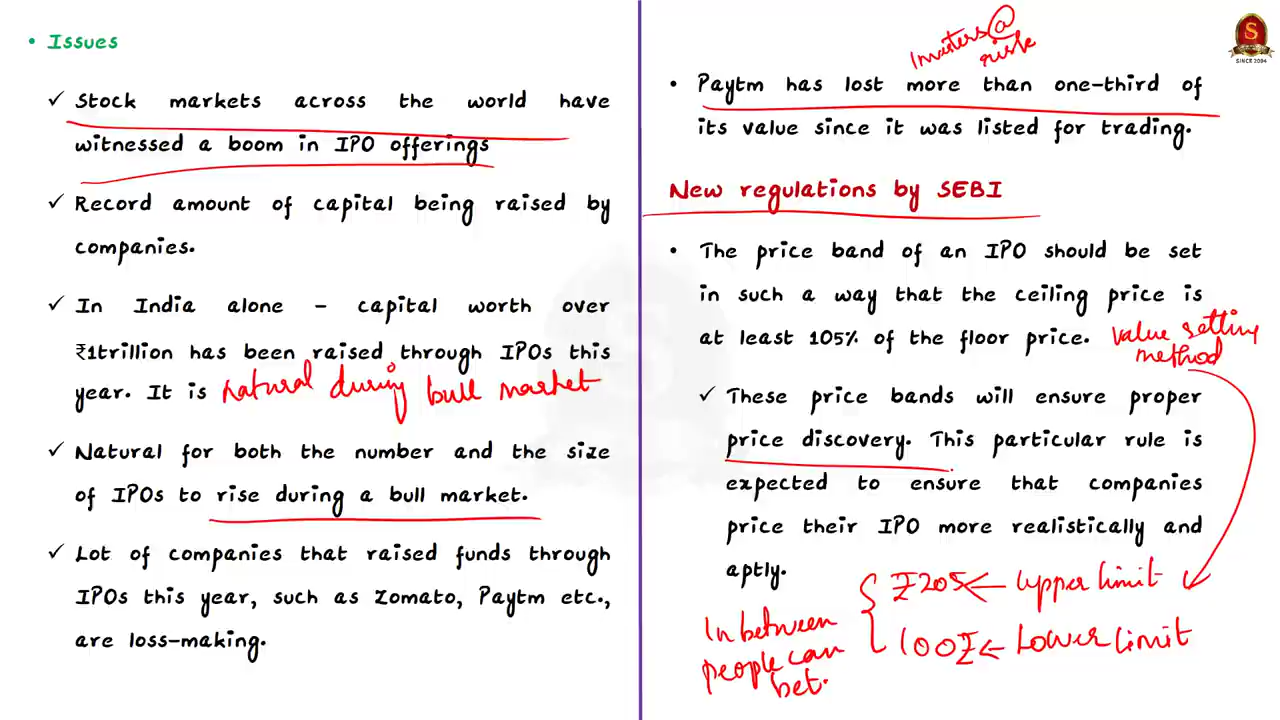 • Issues
✓ Stock markets across the world have
witnessed a boom in IPO offerings
✓ Record amount of capital being raised by
companies.
✓ In India alone – capital worth over
₹1trillion has been raised through IPOs this
year. It is natural during bull market
✓ Natural for both the number and the size
of IPOs to rise during a bull market.
✓ Lot of companies that raised funds through
IPOs this year, such as Zomato, Paytm etc.,
are loss-making.
Investers @
risk
S
SINCE 2004
• Paytm has lost more than one-third of
its value since it was listed for trading.
New regulations by SEBI
• The price band of an IPO should be set
in such a way that the ceiling price is
at least 105% of the floor price.
value setting
method
✓ These price bands will ensure proper
price discovery. This particular rule is
expected to ensure that companies
price their IPO more realistically and
aptly.
₹205 ← upper limit
100₹ ← Lower limit
In between
people can
bet.